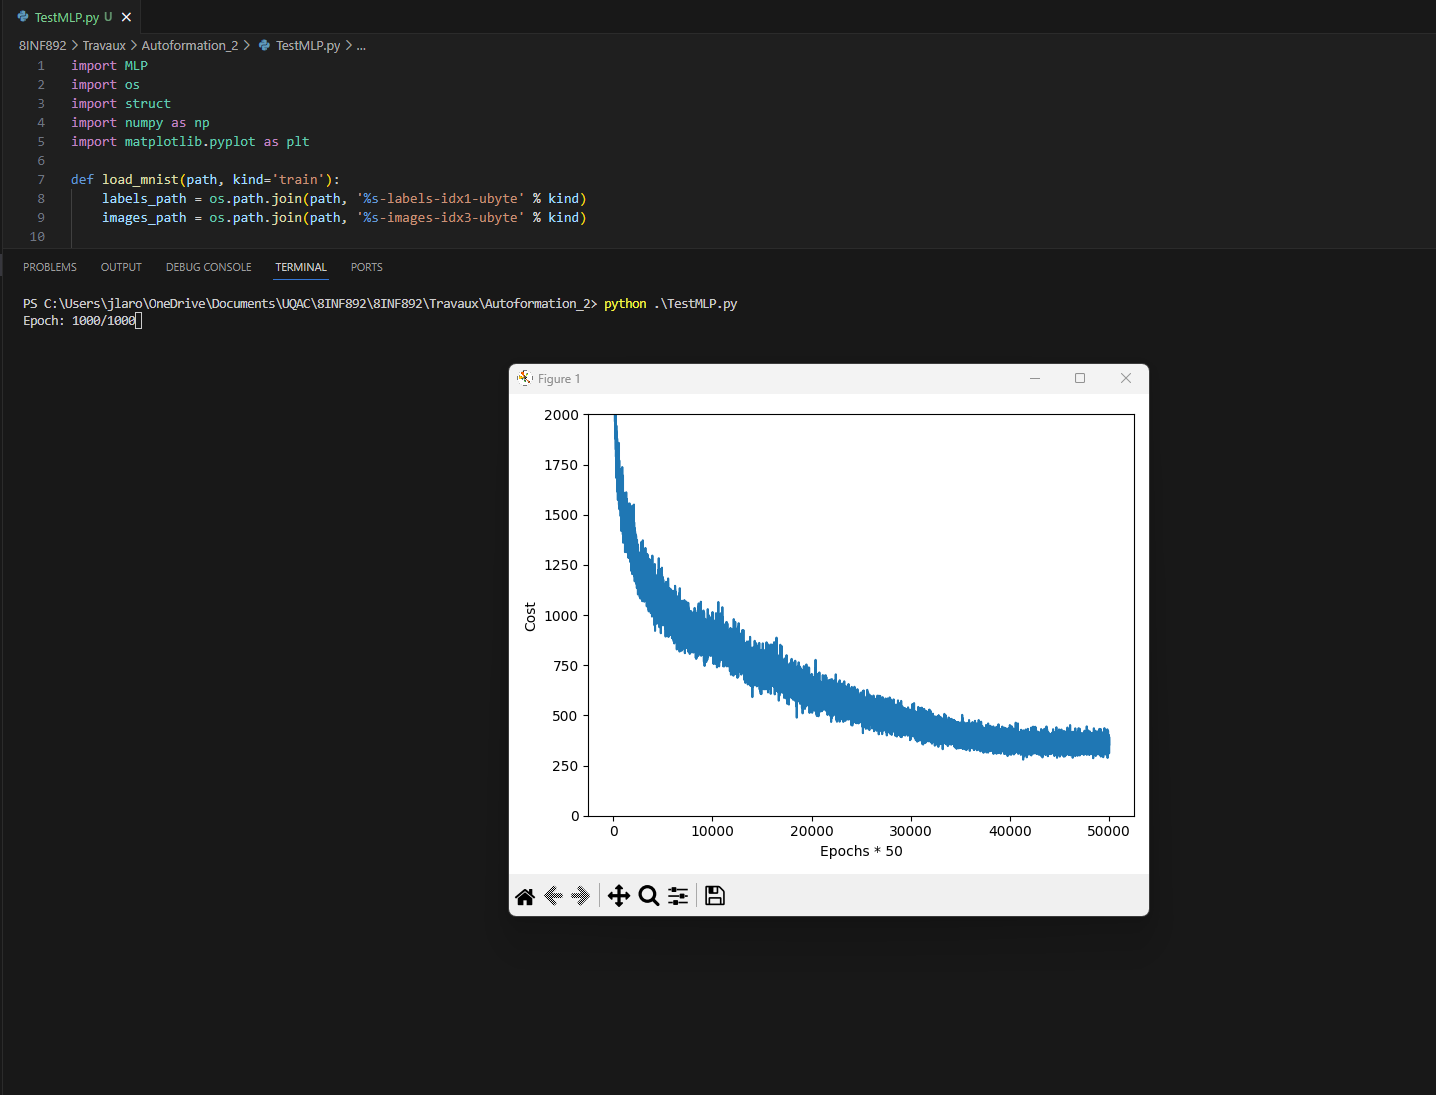 TestMLP.py U
8INF892 > Travaux > Autoformation_2 > TestMLP.py > ...
1 import MLP
2 import os
3 import struct
4 import numpy as np
5 import matplotlib.pyplot as plt
6
7 def load_mnist(path, kind='train'):
8 labels_path = os.path.join(path, '%s-labels-idx1-ubyte' % kind)
9 images_path = os.path.join(path, '%s-images-idx3-ubyte' % kind)
10
PROBLEMS OUTPUT DEBUG CONSOLE TERMINAL PORTS
PS C:\Users\jlaro\OneDrive\Documents\UQAC\8INF892\8INF892\Travaux\Autoformation_2> python .\TestMLP.py
Epoch: 1000/1000
Figure 1
2000
1750
1500
1250
1000
750
500
250
0
Cost
0 10000 20000 30000 40000 50000
Epochs * 50